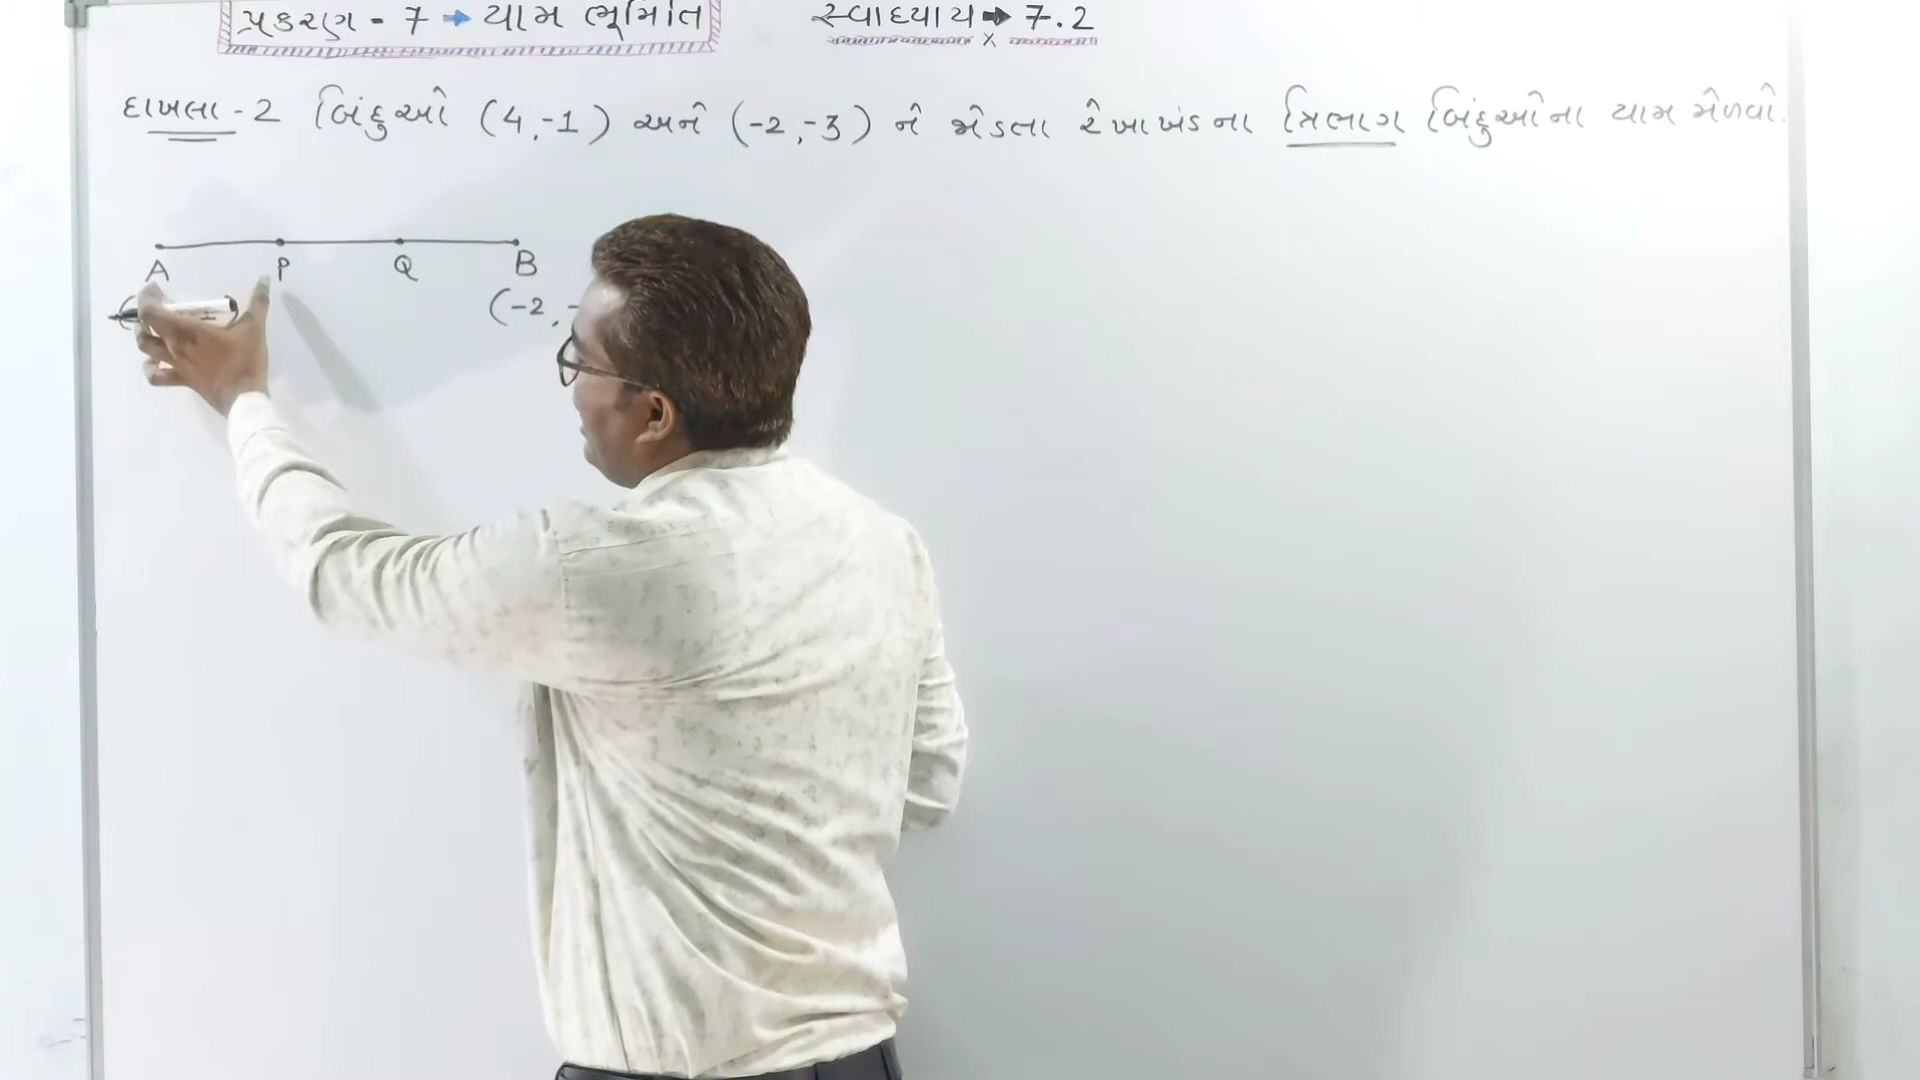 પ્રકરણ - 7 → યામ ભૂમિતિ
સ્વાધ્યાય → 7.2
x
દાખલા - 2 બિંદુઓ (4,-1) અને (-2,-3) ને જોડતા રેખાખંડના ત્રિભાગ બિંદુઓના યામ મેળવો.
A P Q B
(-2, -